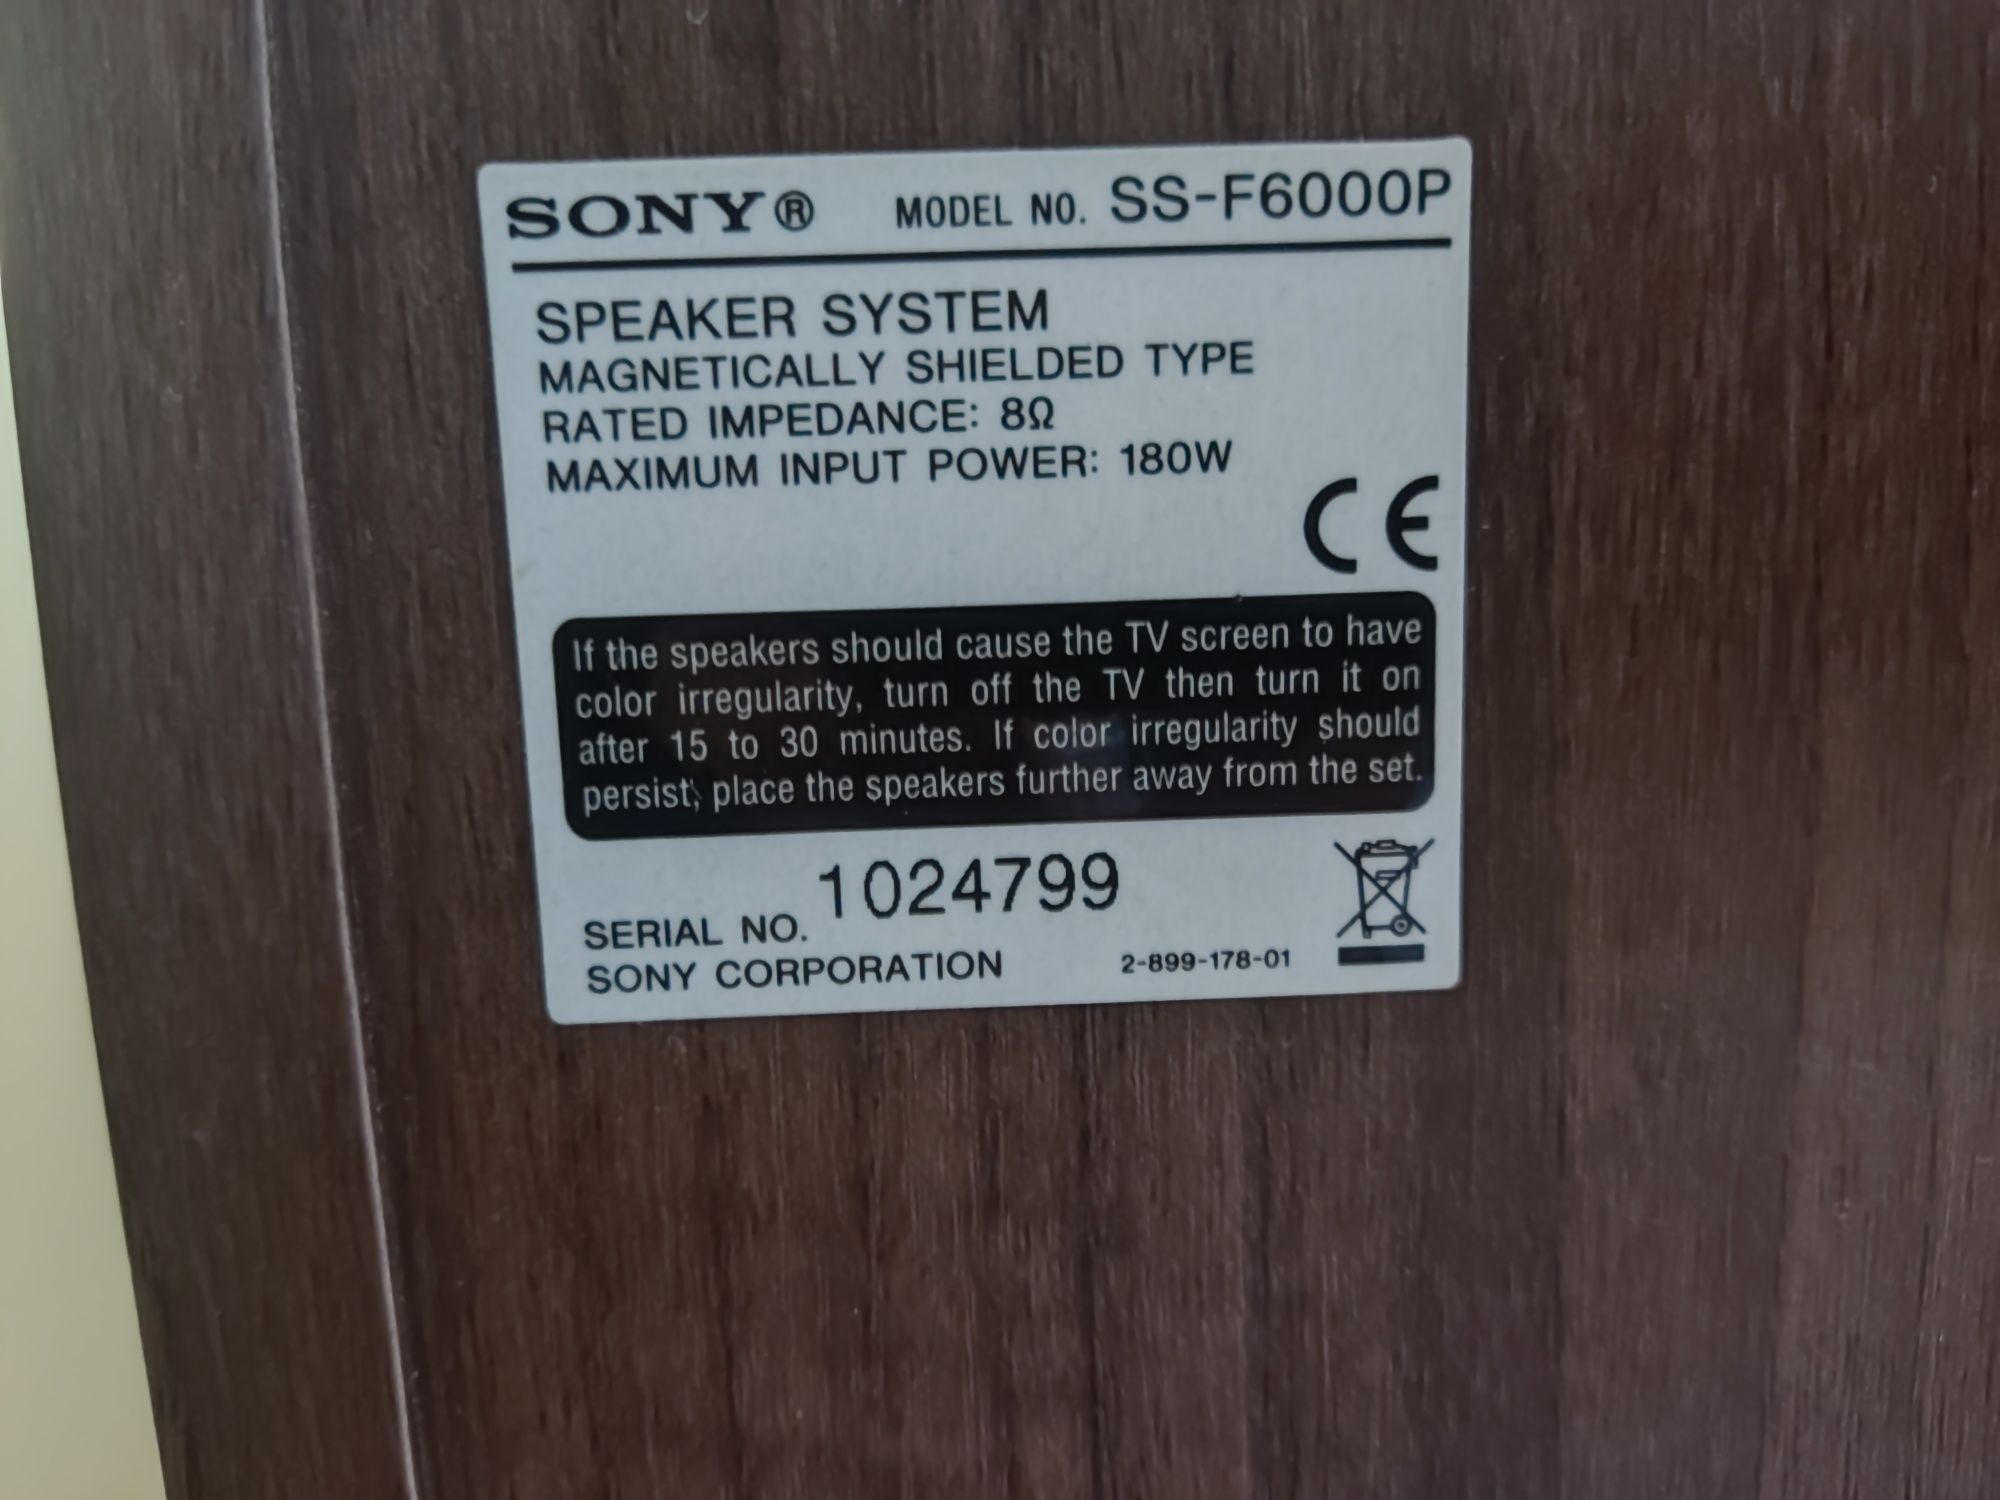 SONY® MODEL NO. SS-F6000P
SPEAKER SYSTEM
MAGNETICALLY SHIELDED TYPE
RATED IMPEDANCE: 8Ω
MAXIMUM INPUT POWER: 180W
CE
If the speakers should cause the TV screen to have
color irregularity, turn off the TV then turn it on
after 15 to 30 minutes. If color irregularity should
persist, place the speakers further away from the set.
SERIAL NO. 1024799
SONY CORPORATION 2-899-178-01